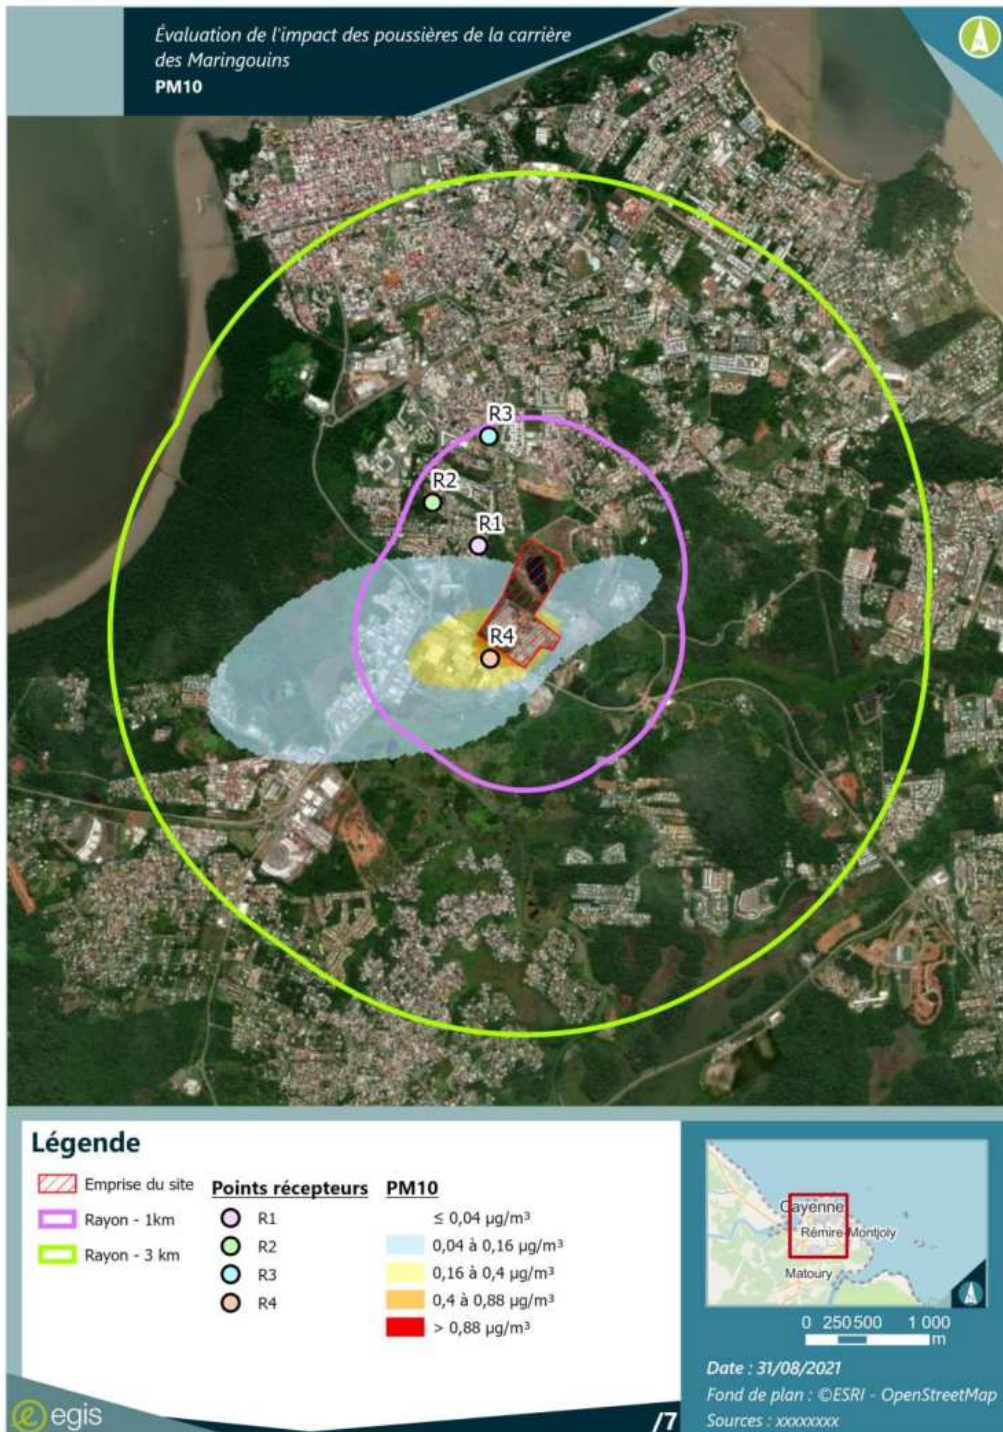 Évaluation de l'impact des poussières de la carrière
des Maringouins
PM10
R3
R2
R1
R4
Légende
Emprise du site
Rayon - 1km
Rayon - 3 km
Points récepteurs
R1
R2
R3
R4
PM10
≤ 0,04 µg/m³
0,04 à 0,16 µg/m³
0,16 à 0,4 µg/m³
0,4 à 0,88 µg/m³
> 0,88 µg/m³
Cayenne
Rémire-Montjoly
Matoury
0 250 500 1 000
m
Date : 31/08/2021
Fond de plan : ©ESRI - OpenStreetMap
Sources : xxxxxxxx
egis
/7